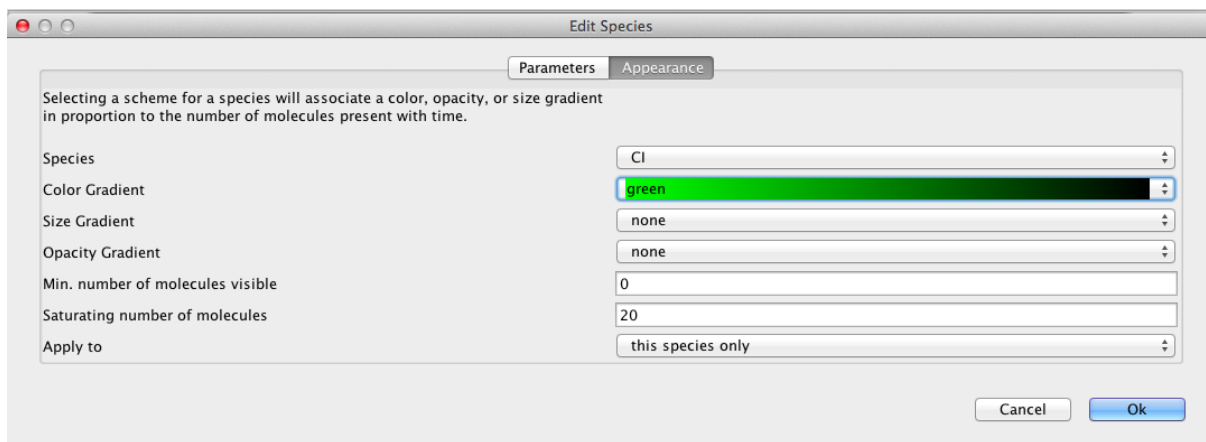 Edit Species
Parameters Appearance
Selecting a scheme for a species will associate a color, opacity, or size gradient
in proportion to the number of molecules present with time.
Species CI
Color Gradient green
Size Gradient none
Opacity Gradient none
Min. number of molecules visible 0
Saturating number of molecules 20
Apply to this species only
Cancel Ok